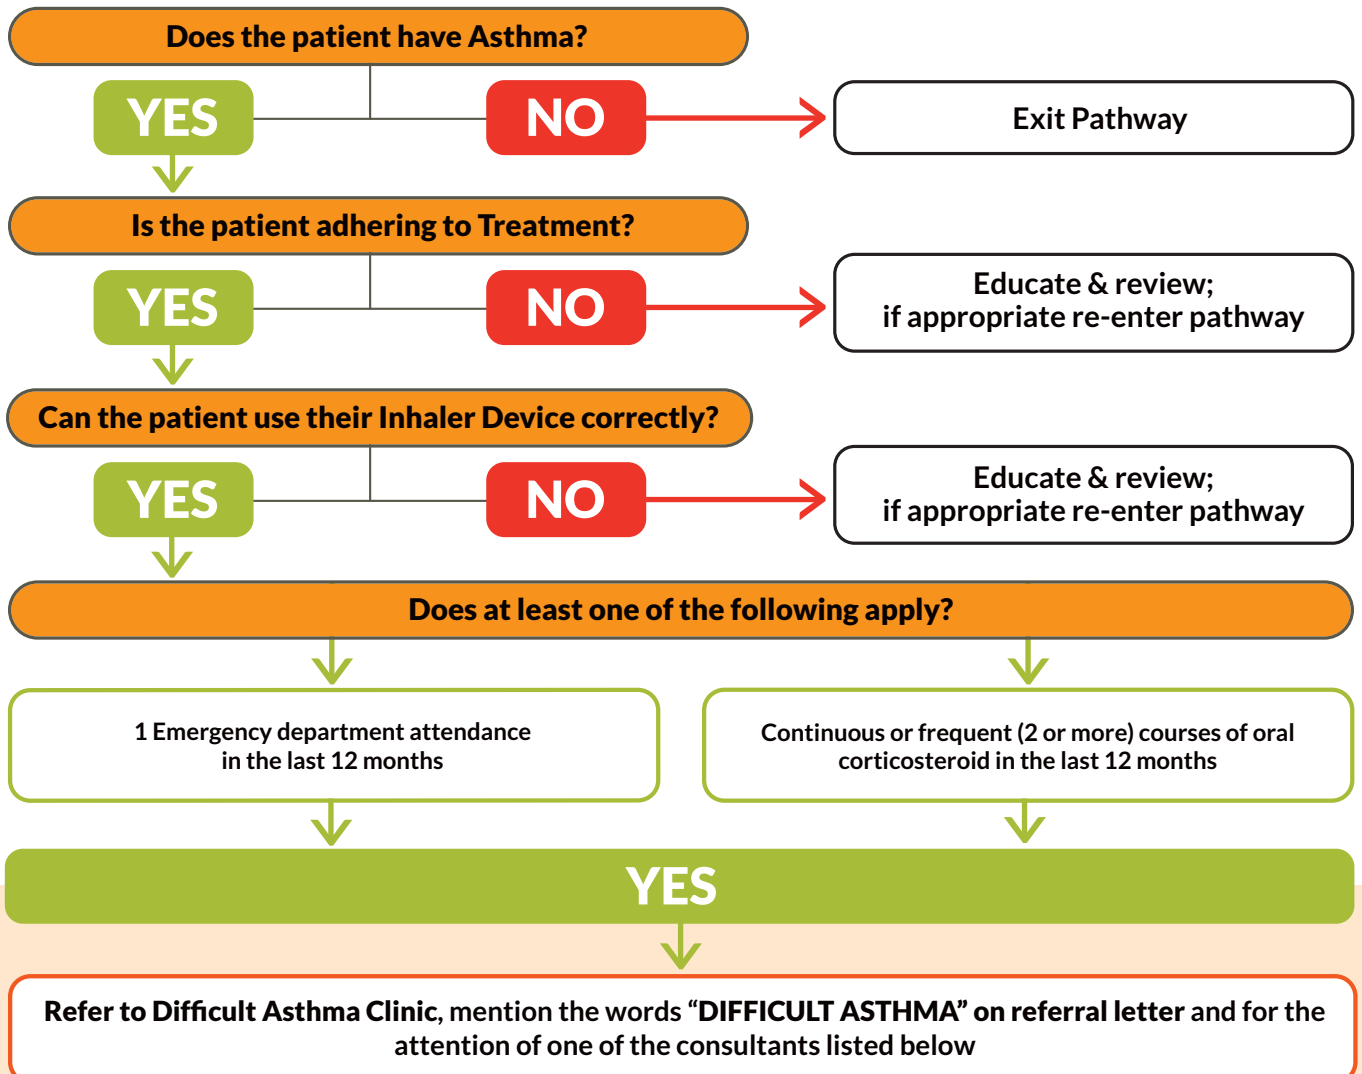 Does the patient have Asthma?
YES
NO
Exit Pathway
Is the patient adhering to Treatment?
YES
NO
Educate & review;
if appropriate re-enter pathway
Can the patient use their Inhaler Device correctly?
YES
NO
Educate & review;
if appropriate re-enter pathway
Does at least one of the following apply?
1 Emergency department attendance
in the last 12 months
Continuous or frequent (2 or more) courses of oral
corticosteroid in the last 12 months
YES
Refer to Difficult Asthma Clinic, mention the words “DIFFICULT ASTHMA” on referral letter and for the
attention of one of the consultants listed below